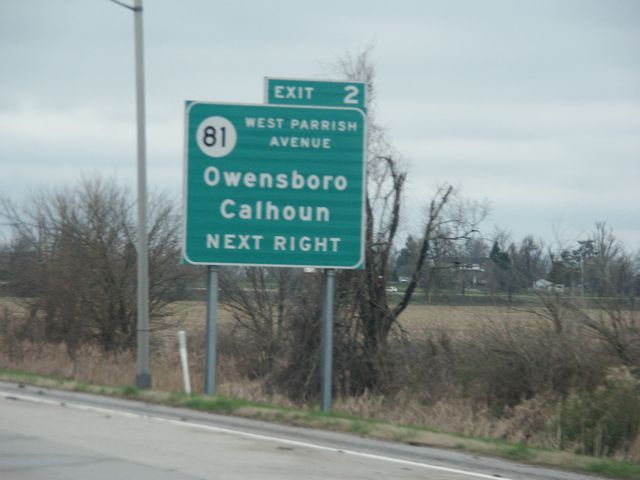 EXIT 2
81 WEST PARRISH
AVENUE
Owensboro
Calhoun
NEXT RIGHT